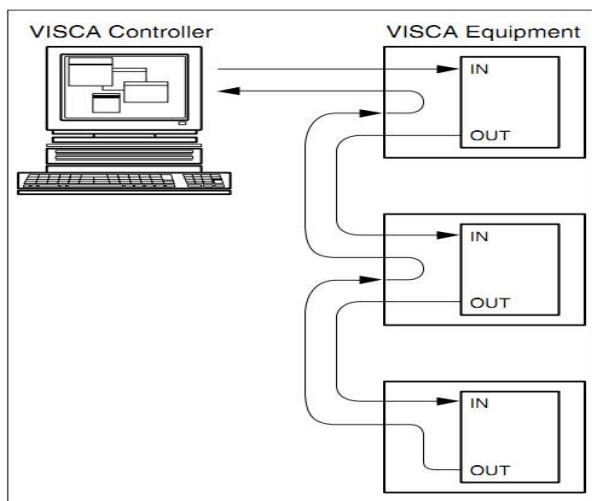 VISCA Controller
VISCA Equipment
IN
OUT
IN
OUT
IN
OUT